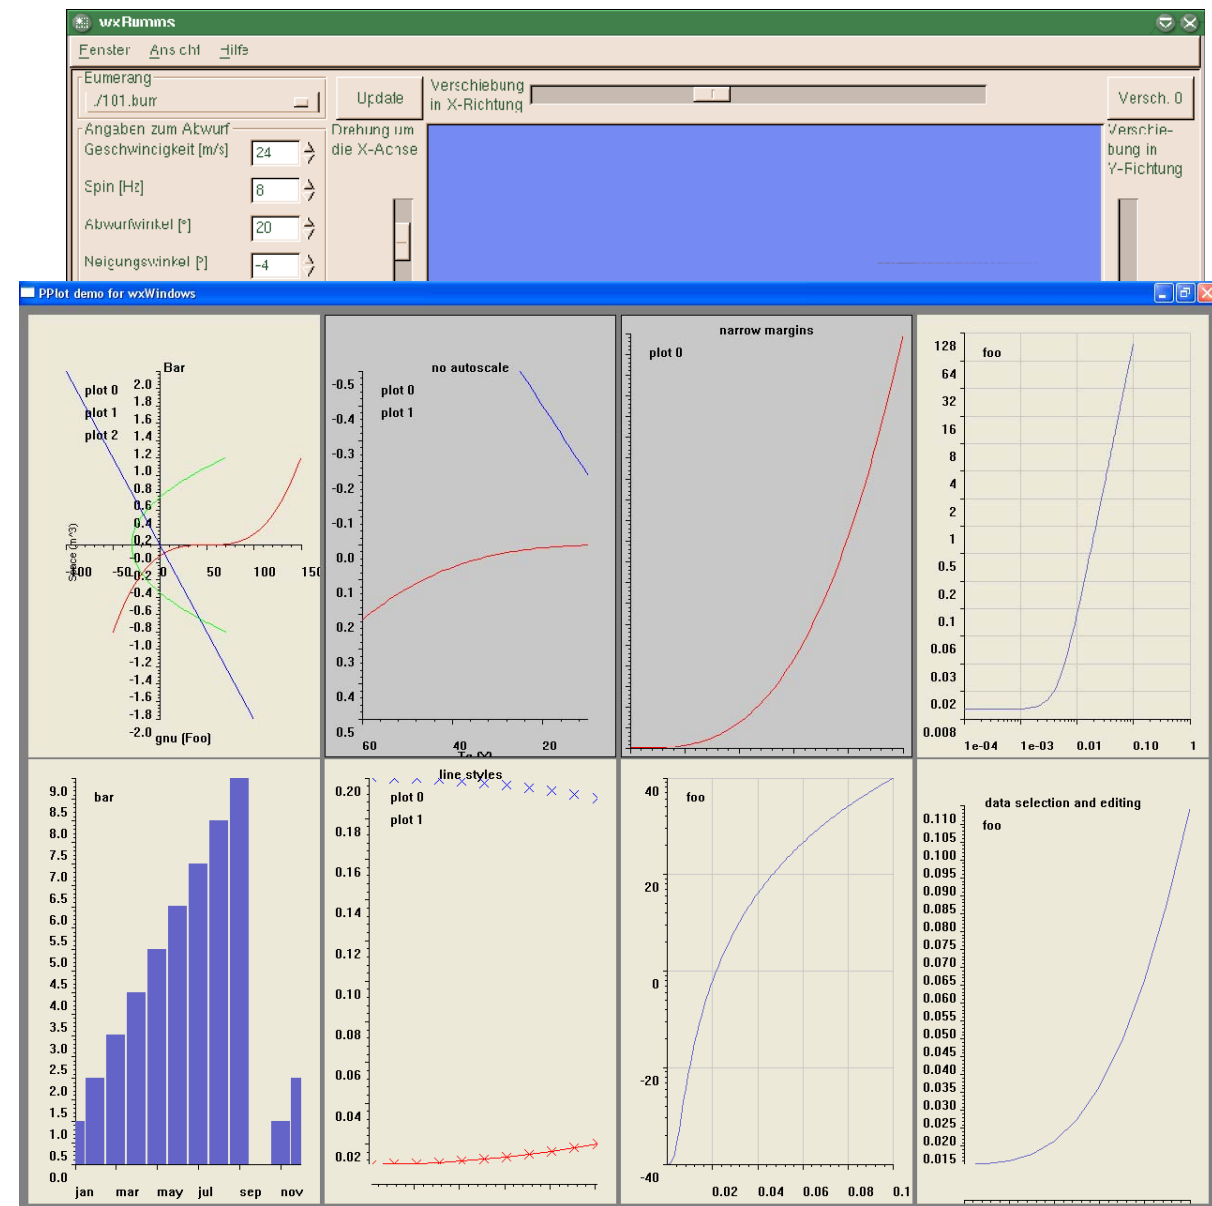 wxBumms
Fenster Ansicht Hilfe
Bumerang
./101.bum
Update
Verschiebung
in X-Richtung
Versch. 0
Angaben zum Abwurf
Geschwindigkeit [m/s] 24
Spin [Hz] 8
Abwurfwinkel [°] 20
Neigungswinkel [°] -4
Drehung um
die X-Achse
Verschie-
bung in
Y-Richtung
PPlot demo for wxWindows
Bar
plot 0
plot 1
plot 2
2.0
1.8
1.6
1.4
1.2
1.0
0.8
0.6
0.4
0.2
-0.0
-0.2
-0.4
-0.6
-0.8
-1.0
-1.2
-1.4
-1.6
-1.8
-2.0
Space (m^3)
-100 -50 0 50 100 150
gnu (Foo)
no autoscale
plot 0
plot 1
-0.5
-0.4
-0.3
-0.2
-0.1
0.0
0.1
0.2
0.3
0.4
0.5
60 40 20
narrow margins
plot 0
foo
128
64
32
16
8
4
2
1
0.5
0.2
0.1
0.06
0.03
0.02
0.008
1e-04 1e-03 0.01 0.10 1
bar
9.0
8.5
8.0
7.5
7.0
6.5
6.0
5.5
5.0
4.5
4.0
3.5
3.0
2.5
2.0
1.5
1.0
0.5
0.0
jan mar may jul sep nov
line styles
plot 0
plot 1
0.20
0.18
0.16
0.14
0.12
0.10
0.08
0.06
0.04
0.02
foo
40
20
0
-20
-40
0.02 0.04 0.06 0.08 0.1
data selection and editing
foo
0.110
0.105
0.100
0.095
0.090
0.085
0.080
0.075
0.070
0.065
0.060
0.055
0.050
0.045
0.040
0.035
0.030
0.025
0.020
0.015